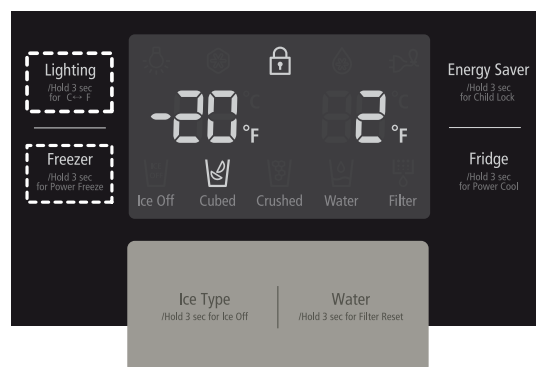 Lighting
/Hold 3 sec
for C↔ F
Freezer
/Hold 3 sec
for Power Freeze
-20 °F
2 °F
Ice Off Cubed Crushed Water Filter
Energy Saver
/Hold 3 sec
for Child Lock
Fridge
/Hold 3 sec
for Power Cool
Ice Type
/Hold 3 sec for Ice Off
Water
/Hold 3 sec for Filter Reset